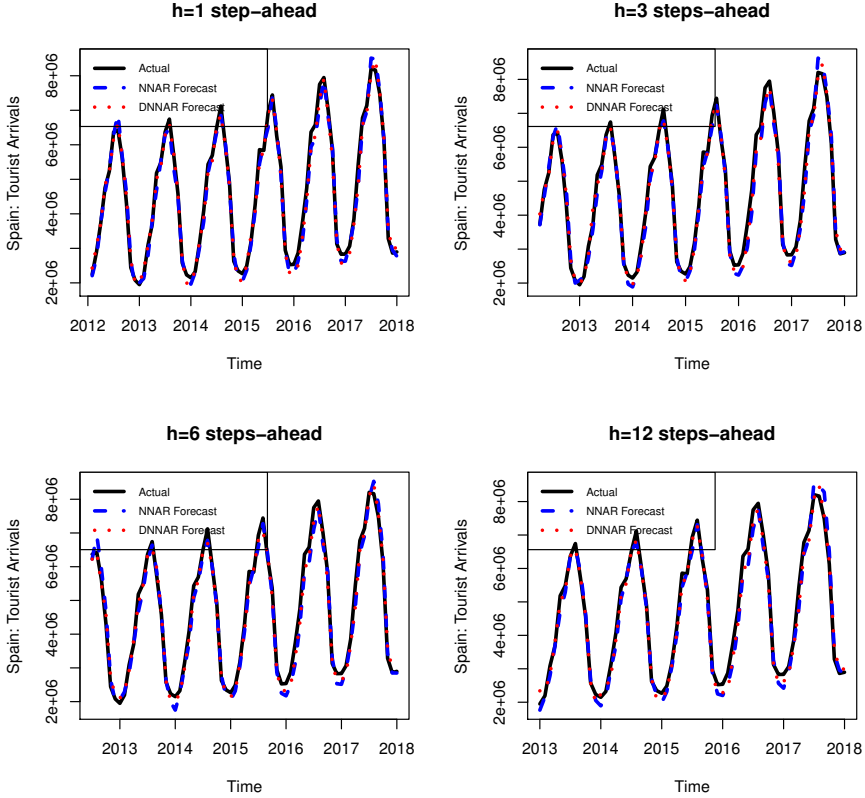 h=1 step−ahead
Spain: Tourist Arrivals
8e+06
6e+06
4e+06
2e+06
Actual
NNAR Forecast
DNNAR Forecast
2012 2013 2014 2015 2016 2017 2018
Time
h=3 steps−ahead
Spain: Tourist Arrivals
8e+06
6e+06
4e+06
2e+06
Actual
NNAR Forecast
DNNAR Forecast
2013 2014 2015 2016 2017 2018
Time
h=6 steps−ahead
Spain: Tourist Arrivals
8e+06
6e+06
4e+06
2e+06
Actual
NNAR Forecast
DNNAR Forecast
2013 2014 2015 2016 2017 2018
Time
h=12 steps−ahead
Spain: Tourist Arrivals
8e+06
6e+06
4e+06
2e+06
Actual
NNAR Forecast
DNNAR Forecast
2013 2014 2015 2016 2017 2018
Time